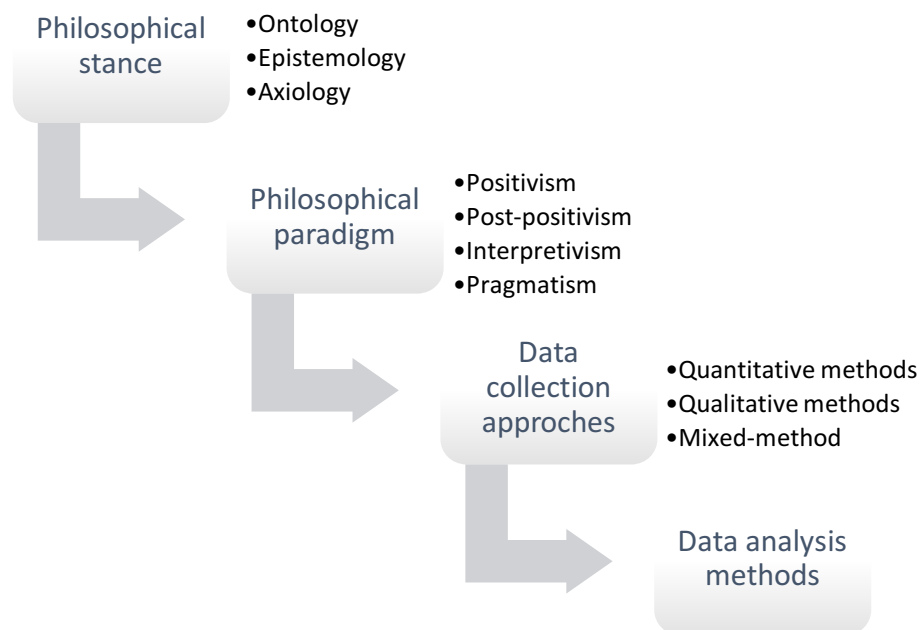 Philosophical
stance
•Ontology
•Epistemology
•Axiology
Philosophical
paradigm
•Positivism
•Post-positivism
•Interpretivism
•Pragmatism
Data
collection
approches
•Quantitative methods
•Qualitative methods
•Mixed-method
Data analysis
methods